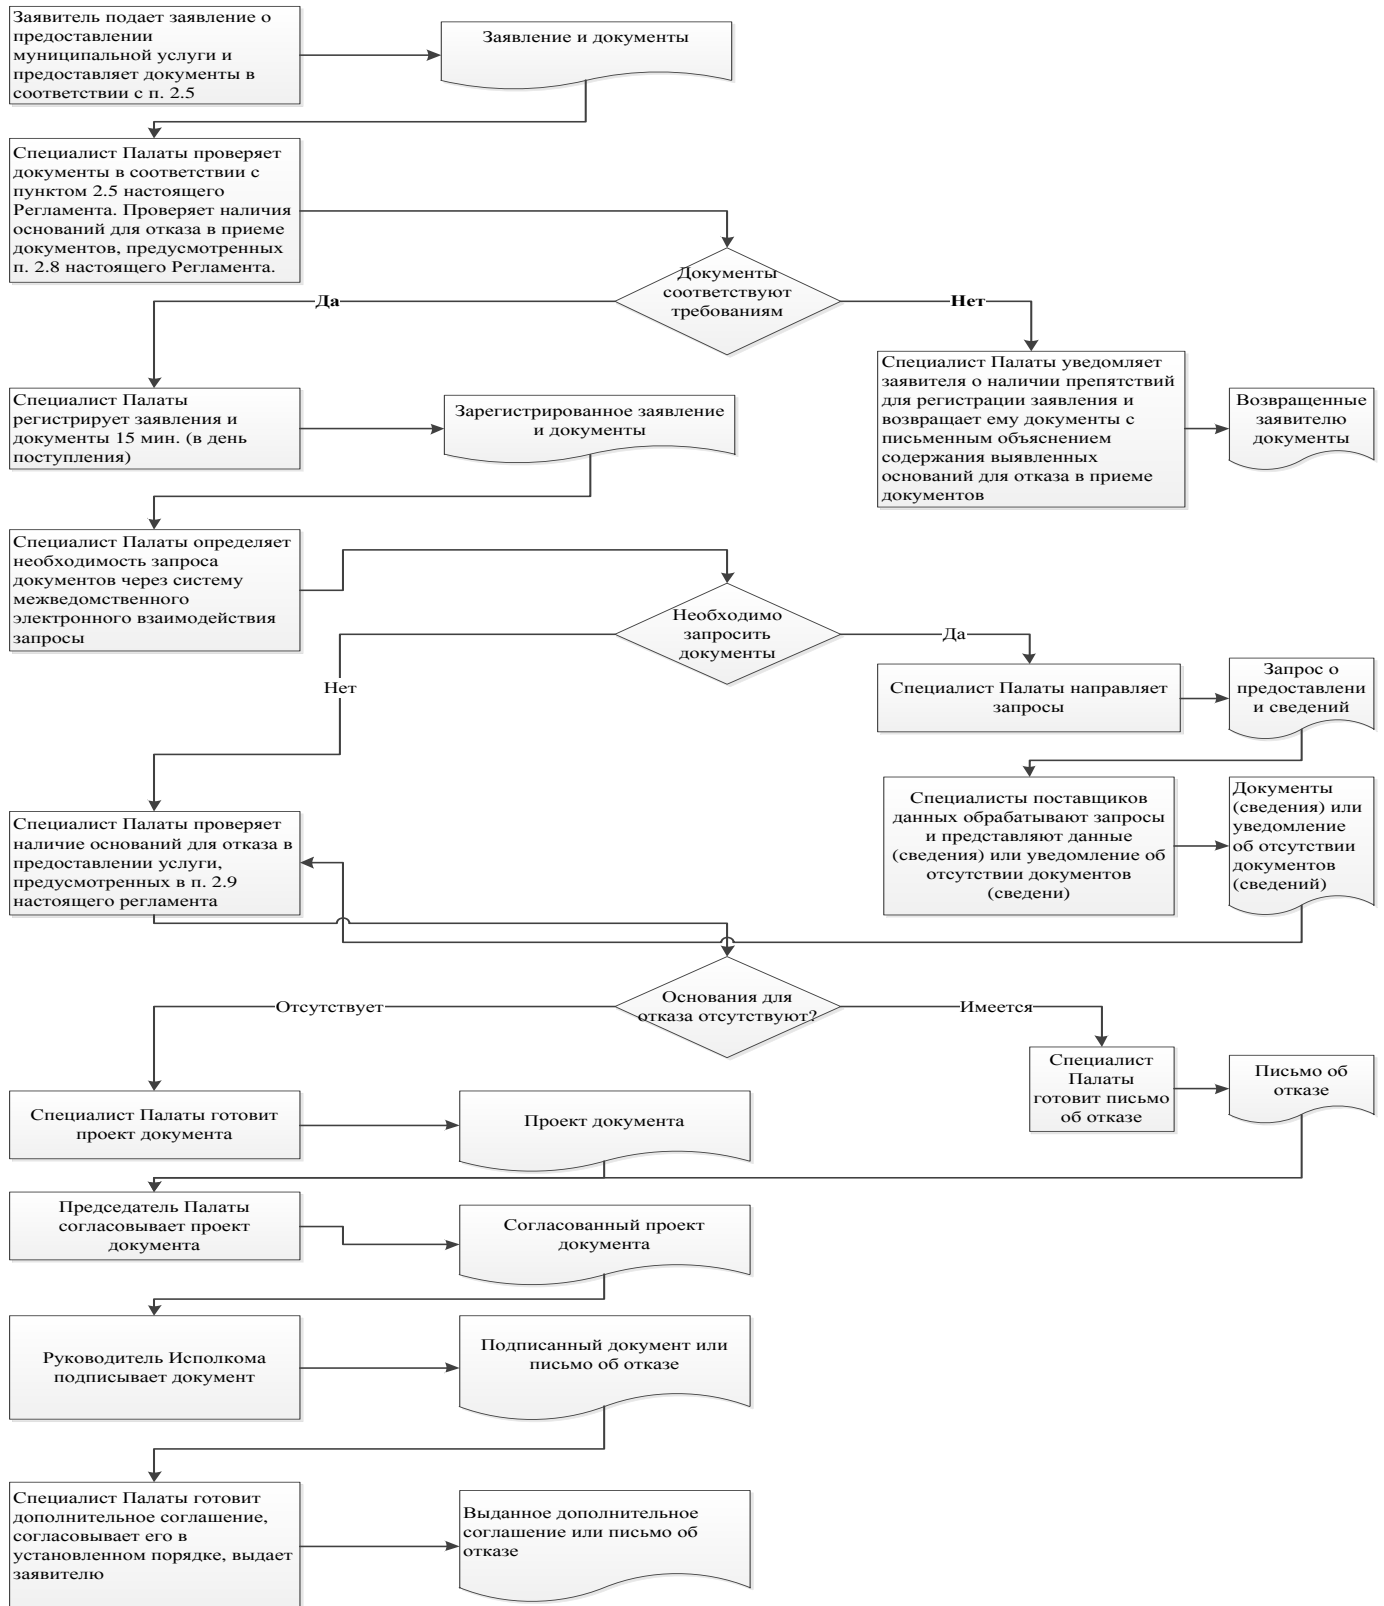 Заявитель подает заявление о
предоставлении
муниципальной услуги и
предоставляет документы в
соответствии с п. 2.5
Заявление и документы
Специалист Палаты проверяет
документы в соответствии с
пунктом 2.5 настоящего
Регламента. Проверяет наличия
оснований для отказа в приеме
документов, предусмотренных
п. 2.8 настоящего Регламента.
Документы
соответствуют
требованиям
Да
Нет
Специалист Палаты уведомляет
заявителя о наличии препятствий
для регистрации заявления и
возвращает ему документы с
письменным объяснением
содержания выявленных
оснований для отказа в приеме
документов
Возвращенные
заявителю
документы
Специалист Палаты
регистрирует заявления и
документы 15 мин. (в день
поступления)
Зарегистрированное заявление
и документы
Специалист Палаты определяет
необходимость запроса
документов через систему
межведомственного
электронного взаимодействия
запросы
Необходимо
запросить
документы
Да
Нет
Специалист Палаты направляет
запросы
Запрос о
предоставлени
и сведений
Специалисты поставщиков
данных обрабатывают запросы
и представляют данные
(сведения) или уведомление об
отсутствии документов
(сведени)
Документы
(сведения) или
уведомление
об отсутствии
документов
(сведений)
Специалист Палаты проверяет
наличие оснований для отказа в
предоставлении услуги,
предусмотренных в п. 2.9
настоящего регламента
Основания для
отказа отсутствуют?
Отсутствует
Имеется
Специалист
Палаты
готовит письмо
об отказе
Письмо об
отказе
Специалист Палаты готовит
проект документа
Проект документа
Председатель Палаты
согласовывает проект
документа
Согласованный проект
документа
Руководитель Исполкома
подписывает документ
Подписанный документ или
письмо об отказе
Специалист Палаты готовит
дополнительное соглашение,
согласовывает его в
установленном порядке, выдает
заявителю
Выданное дополнительное
соглашение или письмо об
отказе